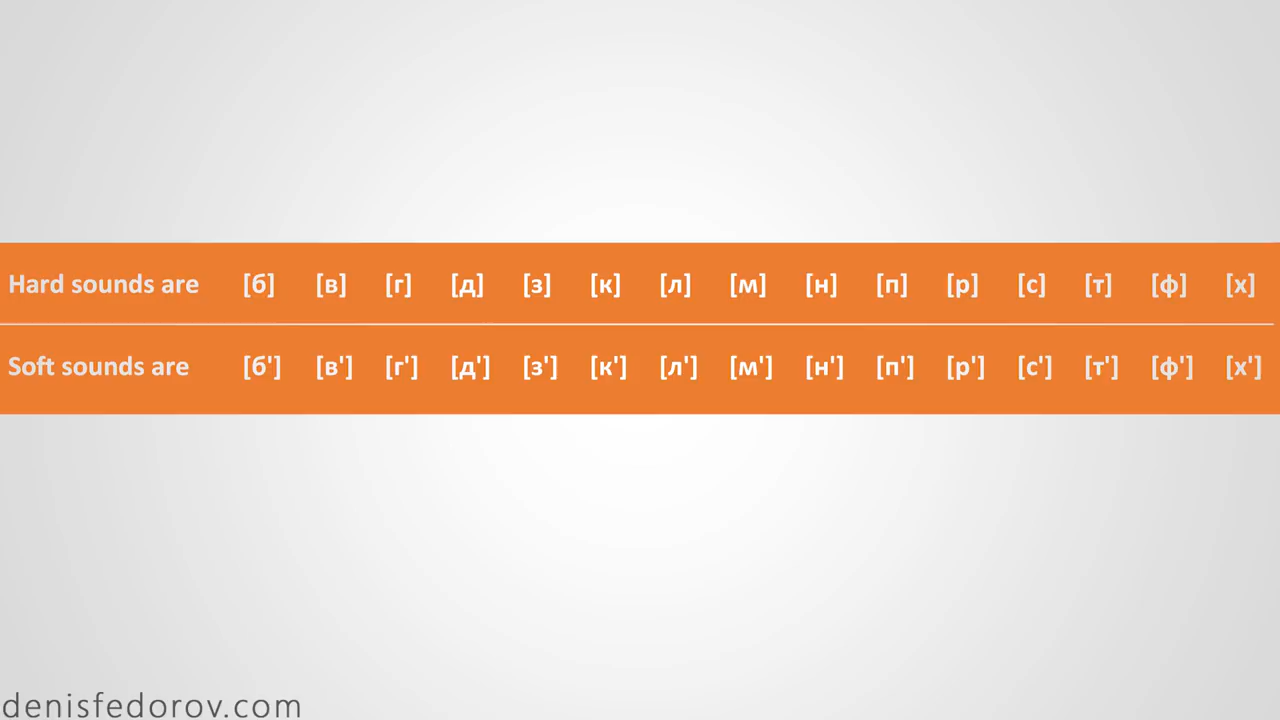 Hard sounds are [б] [в] [г] [д] [з] [к] [л] [м] [н] [п] [р] [с] [т] [ф] [х]
Soft sounds are [б'] [в'] [г'] [д'] [з'] [к'] [л'] [м'] [н'] [п'] [р'] [с'] [т'] [ф'] [х']
denisfedorov.com